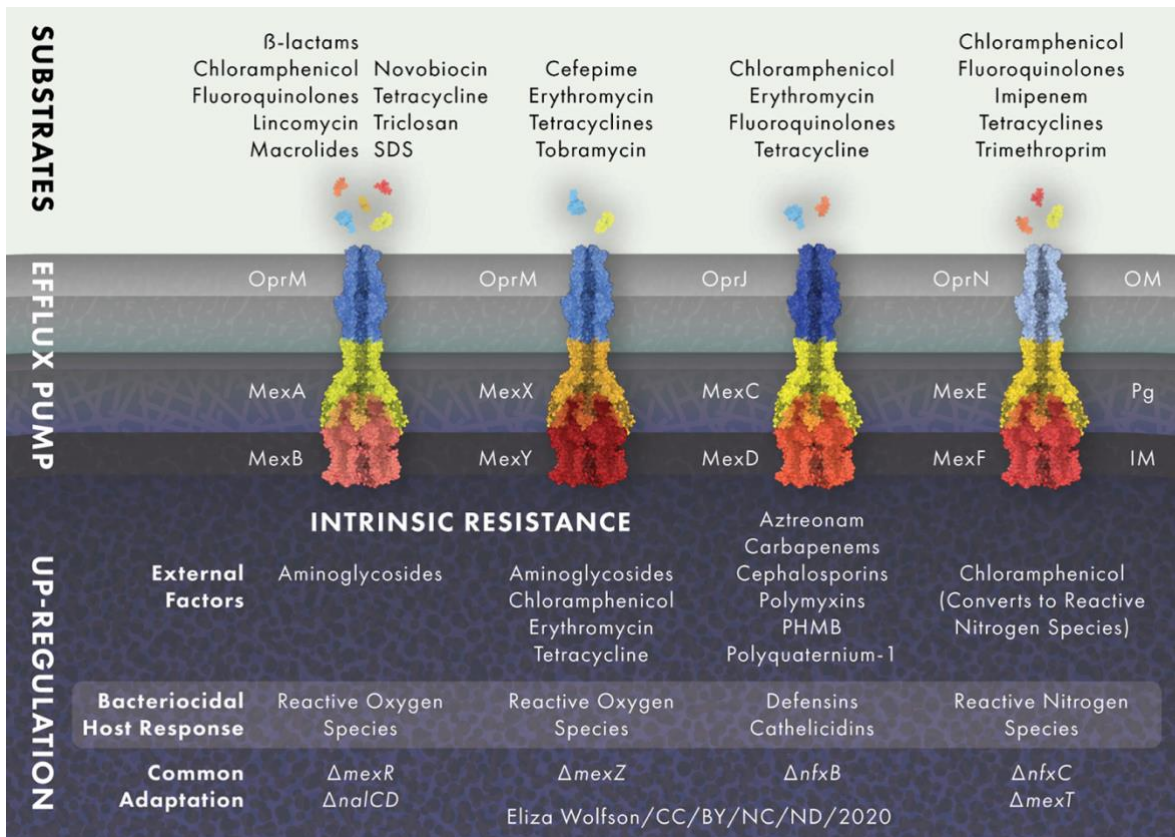 SUBSTRATES
ß-lactams
Chloramphenicol
Fluoroquinolones
Lincomycin
Macrolides
Novobiocin
Tetracycline
Triclosan
SDS
Cefepime
Erythromycin
Tetracyclines
Tobramycin
Chloramphenicol
Erythromycin
Fluoroquinolones
Tetracycline
Chloramphenicol
Fluoroquinolones
Imipenem
Tetracyclines
Trimethroprim
EFFLUX PUMP
OprM
OprM
OprJ
OprN
OM
MexA
MexX
MexC
MexE
Pg
MexB
MexY
MexD
MexF
IM
UP-REGULATION
INTRINSIC RESISTANCE
External
Factors
Aminoglycosides
Aminoglycosides
Chloramphenicol
Erythromycin
Tetracycline
Aztreonam
Carbapenems
Cephalosporins
Polymyxins
PHMB
Polyquaternium-1
Chloramphenicol
(Converts to Reactive
Nitrogen Species)
Bacteriocidal
Host Response
Reactive Oxygen
Species
Reactive Oxygen
Species
Defensins
Cathelicidins
Reactive Nitrogen
Species
Common
Adaptation
ΔmexR
ΔnalCD
ΔmexZ
ΔnfxB
ΔnfxC
ΔmexT
Eliza Wolfson/CC/BY/NC/ND/2020